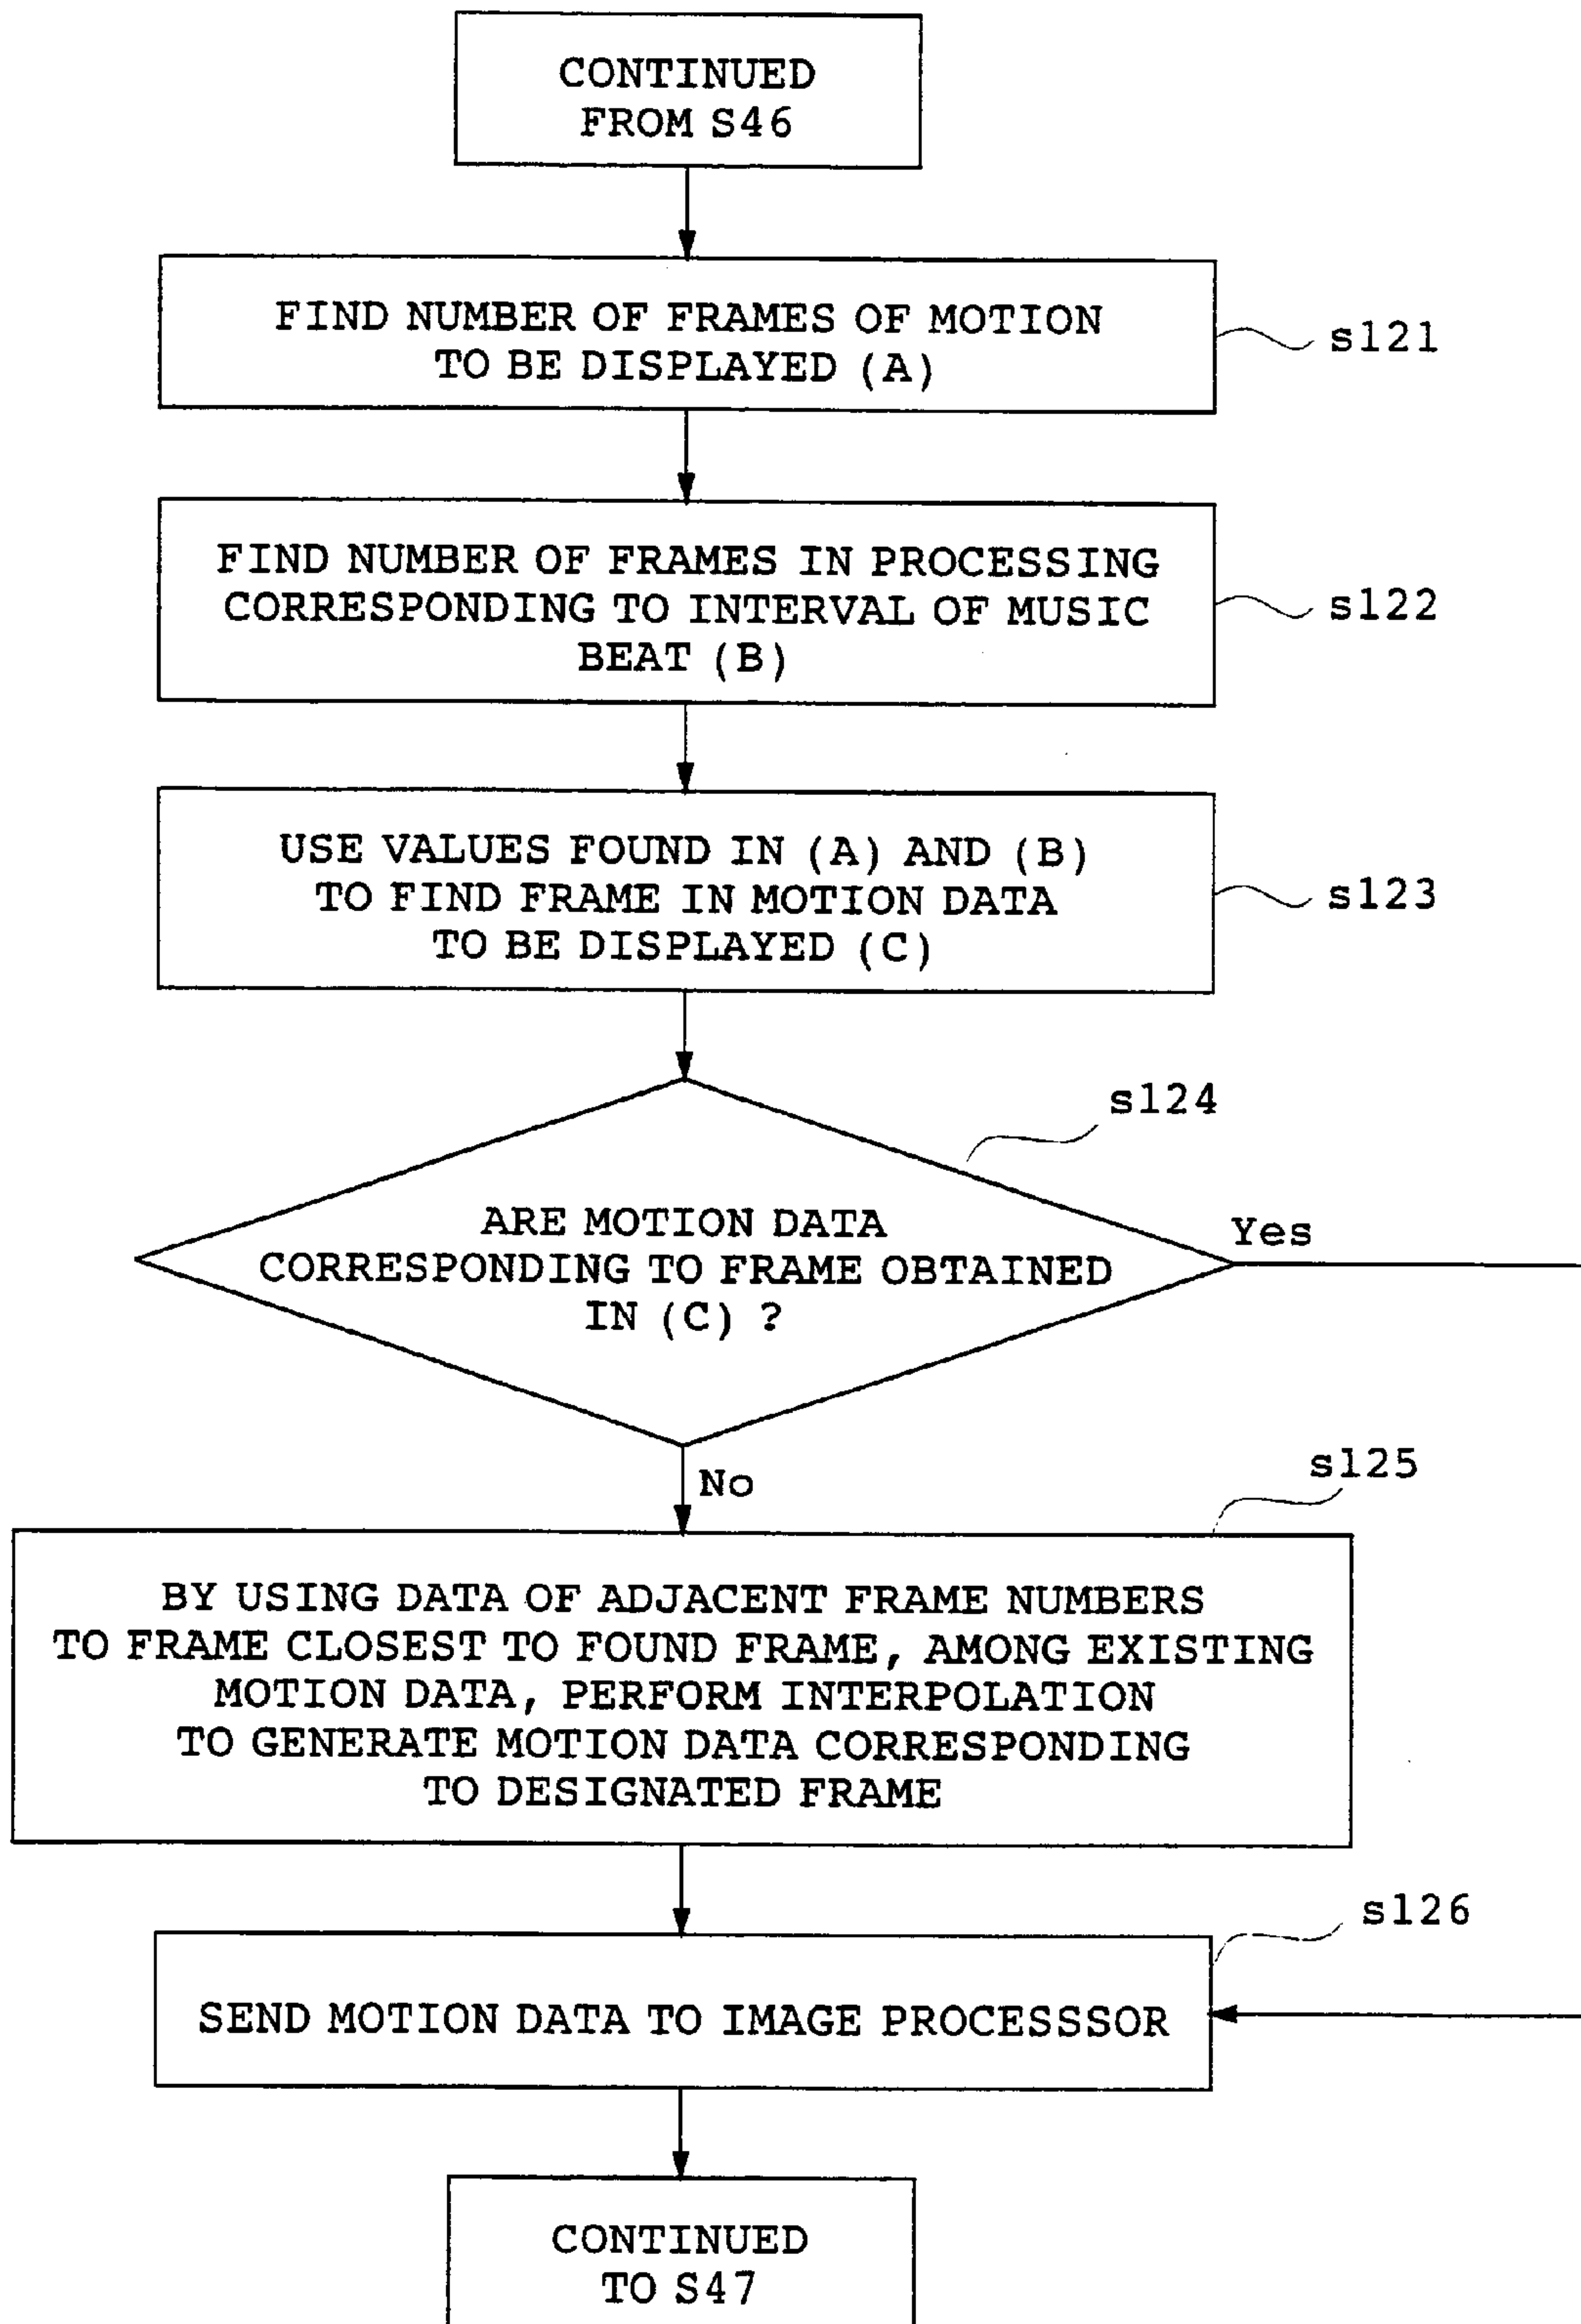 CONTINUED
FROM S46
FIND NUMBER OF FRAMES OF MOTION
TO BE DISPLAYED (A)
s121
FIND NUMBER OF FRAMES IN PROCESSING
CORRESPONDING TO INTERVAL OF MUSIC
BEAT (B)
s122
USE VALUES FOUND IN (A) AND (B)
TO FIND FRAME IN MOTION DATA
TO BE DISPLAYED (C)
s123
s124
ARE MOTION DATA
CORRESPONDING TO FRAME OBTAINED
IN (C) ?
Yes
No
s125
BY USING DATA OF ADJACENT FRAME NUMBERS
TO FRAME CLOSEST TO FOUND FRAME, AMONG EXISTING
MOTION DATA, PERFORM INTERPOLATION
TO GENERATE MOTION DATA CORRESPONDING
TO DESIGNATED FRAME
s126
SEND MOTION DATA TO IMAGE PROCESSSOR
CONTINUED
TO S47